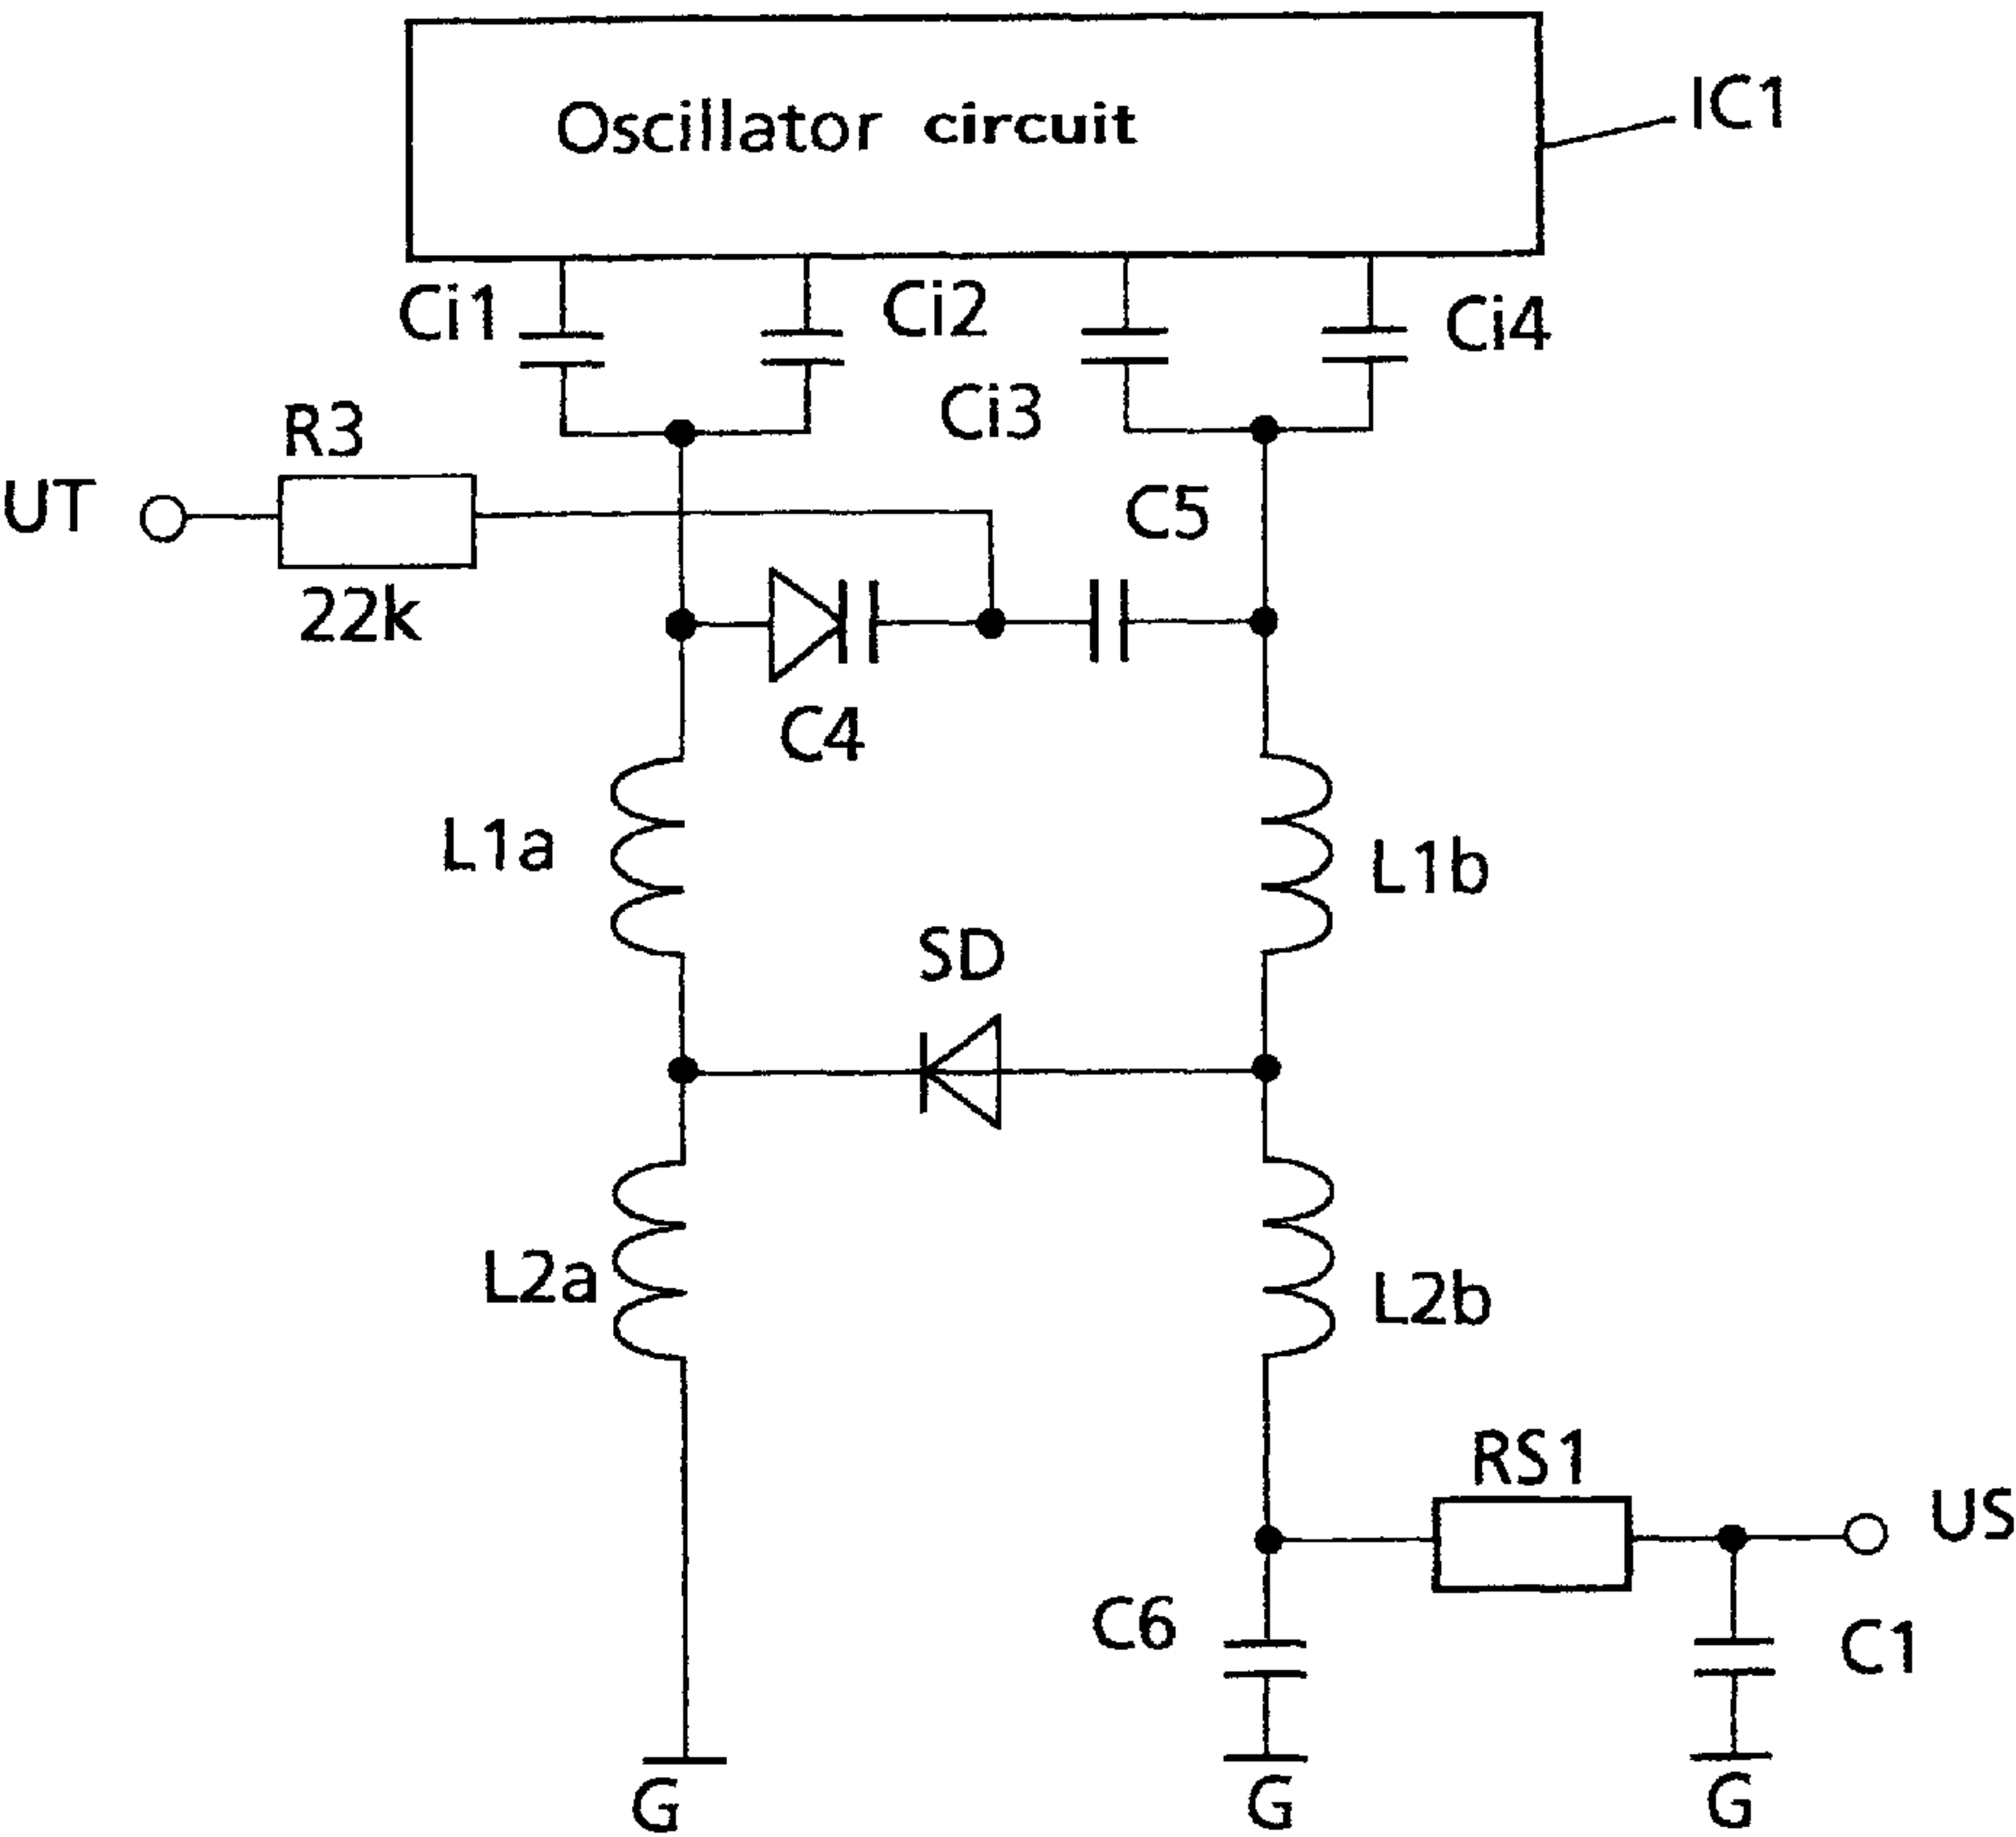 Oscillator circuit
IC1
Ci1
Ci2
Ci3
Ci4
R3
UT
22k
C5
C4
L1a
L1b
SD
L2a
L2b
RS1
US
C6
C1
G
G
G